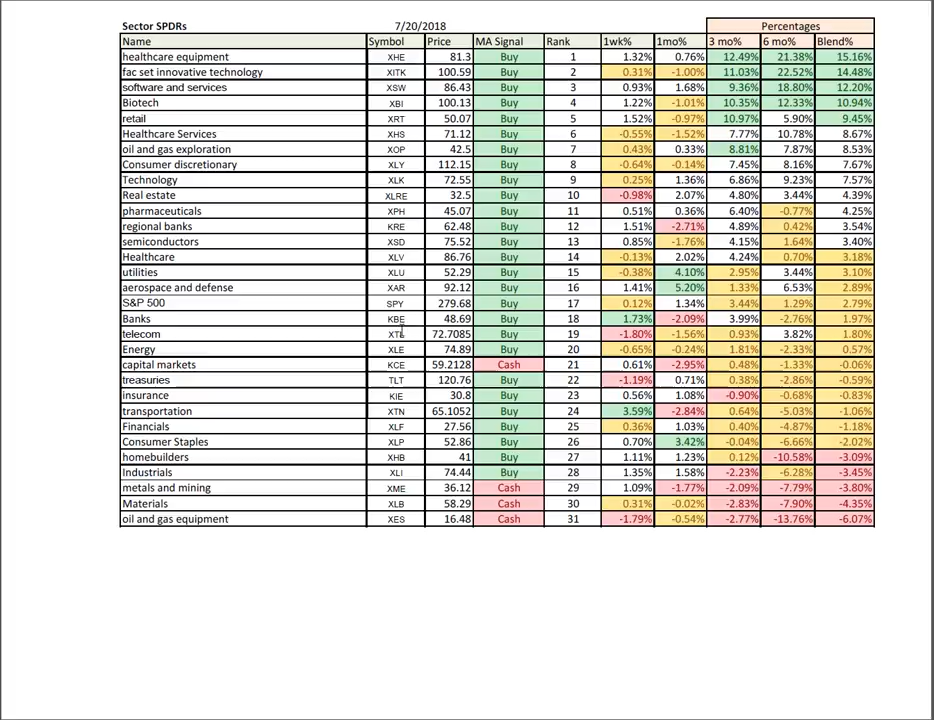 Sector SPDRs 7/20/2018 Percentages
Name Symbol Price MA Signal Rank 1wk% 1mo% 3 mo% 6 mo% Blend%
healthcare equipment XHE 81.3 Buy 1 1.32% 0.76% 12.49% 21.38% 15.16%
fac set innovative technology XITK 100.59 Buy 2 0.31% -1.00% 11.03% 22.52% 14.48%
software and services XSW 86.43 Buy 3 0.93% 1.68% 9.36% 18.80% 12.20%
Biotech XBI 100.13 Buy 4 1.22% -1.01% 10.35% 12.33% 10.94%
retail XRT 50.07 Buy 5 1.52% -0.97% 10.97% 5.90% 9.45%
Healthcare Services XHS 71.12 Buy 6 -0.55% -1.52% 7.77% 10.78% 8.67%
oil and gas exploration XOP 42.5 Buy 7 0.43% 0.33% 8.81% 7.87% 8.53%
Consumer discretionary XLY 112.15 Buy 8 -0.64% -0.14% 7.45% 8.16% 7.67%
Technology XLK 72.55 Buy 9 0.25% 1.36% 6.86% 9.23% 7.57%
Real estate XLRE 32.5 Buy 10 -0.98% 2.07% 4.80% 3.44% 4.39%
pharmaceuticals XPH 45.07 Buy 11 0.51% 0.36% 6.40% -0.77% 4.25%
regional banks KRE 62.48 Buy 12 1.51% -2.71% 4.89% 0.42% 3.54%
semiconductors XSD 75.52 Buy 13 0.85% -1.76% 4.15% 1.64% 3.40%
Healthcare XLV 86.76 Buy 14 -0.13% 2.02% 4.24% 0.70% 3.18%
utilities XLU 52.29 Buy 15 -0.38% 4.10% 2.95% 3.44% 3.10%
aerospace and defense XAR 92.12 Buy 16 1.41% 5.20% 1.33% 6.53% 2.89%
S&P 500 SPY 279.68 Buy 17 0.12% 1.34% 3.44% 1.29% 2.79%
Banks KBE 48.69 Buy 18 1.73% -2.09% 3.99% -2.76% 1.97%
telecom XTL 72.7085 Buy 19 -1.80% -1.56% 0.93% 3.82% 1.80%
Energy XLE 74.89 Buy 20 -0.65% -0.24% 1.81% -2.33% 0.57%
capital markets KCE 59.2128 Cash 21 0.61% -2.95% 0.48% -1.33% -0.06%
treasuries TLT 120.76 Buy 22 -1.19% 0.71% 0.38% -2.86% -0.59%
insurance KIE 30.8 Buy 23 0.56% 1.08% -0.90% -0.68% -0.83%
transportation XTN 65.1052 Buy 24 3.59% -2.84% 0.64% -5.03% -1.06%
Financials XLF 27.56 Buy 25 0.36% 1.03% 0.40% -4.87% -1.18%
Consumer Staples XLP 52.86 Buy 26 0.70% 3.42% -0.04% -6.66% -2.02%
homebuilders XHB 41 Buy 27 1.11% 1.23% 0.12% -10.58% -3.09%
Industrials XLI 74.44 Buy 28 1.35% 1.58% -2.23% -6.28% -3.45%
metals and mining XME 36.12 Cash 29 1.09% -1.77% -2.09% -7.79% -3.80%
Materials XLB 58.29 Cash 30 0.31% -0.02% -2.83% -7.90% -4.35%
oil and gas equipment XES 16.48 Cash 31 -1.79% -0.54% -2.77% -13.76% -6.07%